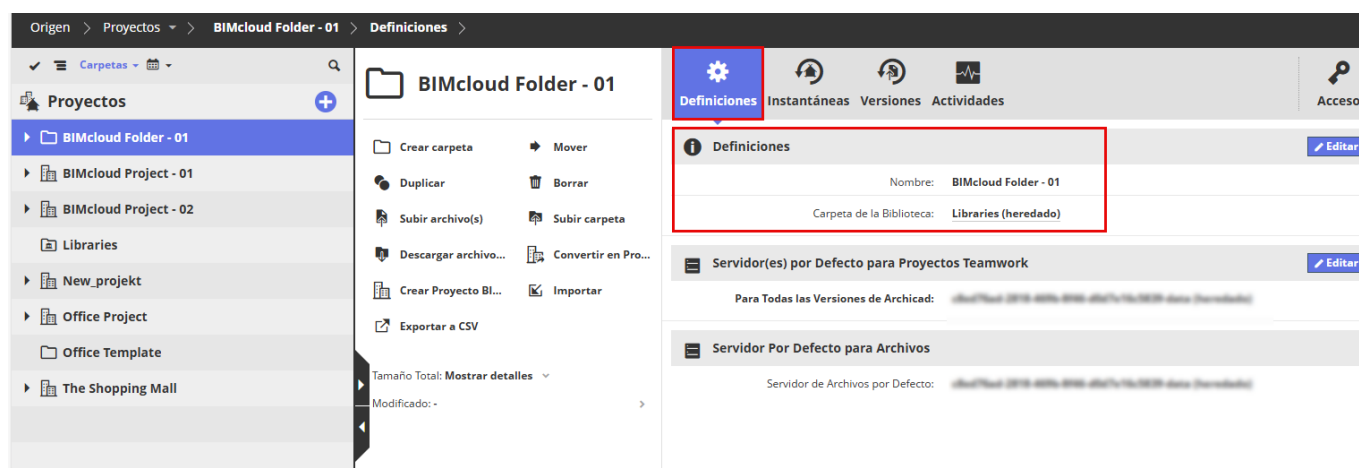 Origen > Proyectos > BIMcloud Folder - 01 > Definiciones >
Carpetas
Proyectos
BIMcloud Folder - 01
BIMcloud Project - 01
BIMcloud Project - 02
Libraries
New_projekt
Office Project
Office Template
The Shopping Mall
BIMcloud Folder - 01
Crear carpeta Mover
Duplicar Borrar
Subir archivo(s) Subir carpeta
Descargar archivo... Convertir en Pro...
Crear Proyecto BI... Importar
Exportar a CSV
Tamaño Total: Mostrar detalles
Modificado: -
Definiciones Instantáneas Versiones Actividades Acceso
Definiciones Editar
Nombre: BIMcloud Folder - 01
Carpeta de la Biblioteca: Libraries (heredado)
Servidor(es) por Defecto para Proyectos Teamwork Editar
Para Todas las Versiones de Archicad:
Servidor Por Defecto para Archivos
Servidor de Archivos por Defecto: